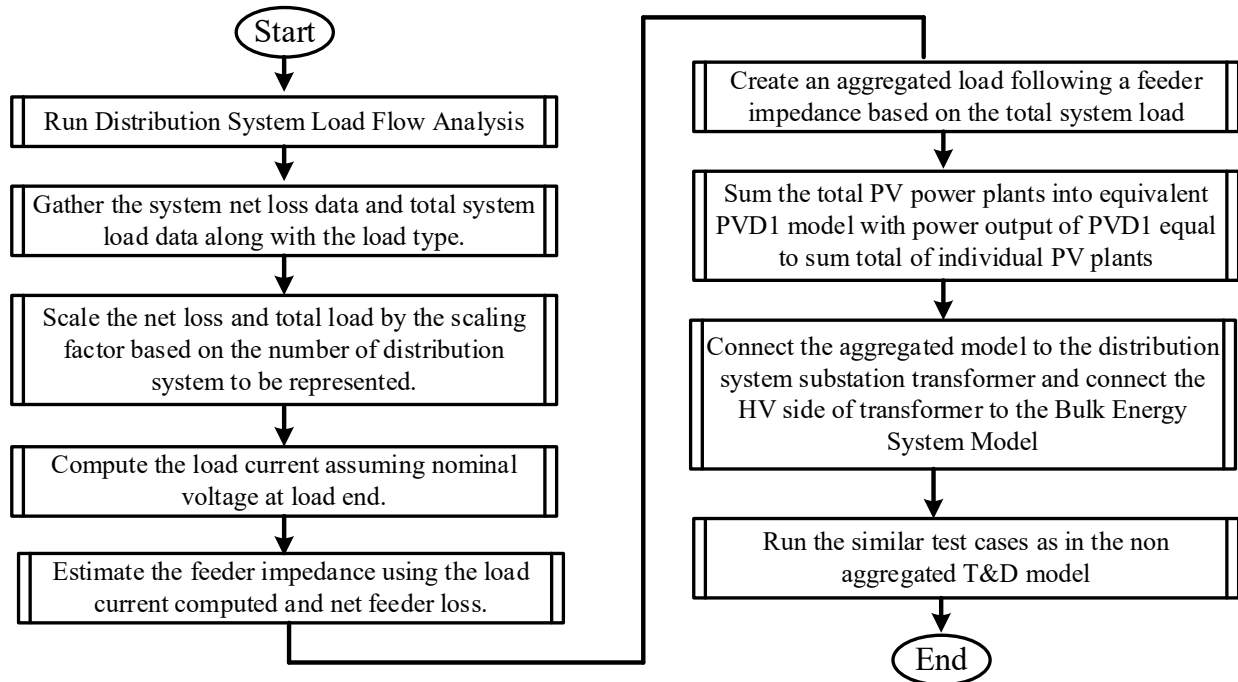 Start
Run Distribution System Load Flow Analysis
Gather the system net loss data and total system
load data along with the load type.
Scale the net loss and total load by the scaling
factor based on the number of distribution
system to be represented.
Compute the load current assuming nominal
voltage at load end.
Estimate the feeder impedance using the load
current computed and net feeder loss.
Create an aggregated load following a feeder
impedance based on the total system load
Sum the total PV power plants into equivalent
PVD1 model with power output of PVD1 equal
to sum total of individual PV plants
Connect the aggregated model to the distribution
system substation transformer and connect the
HV side of transformer to the Bulk Energy
System Model
Run the similar test cases as in the non
aggregated T&D model
End